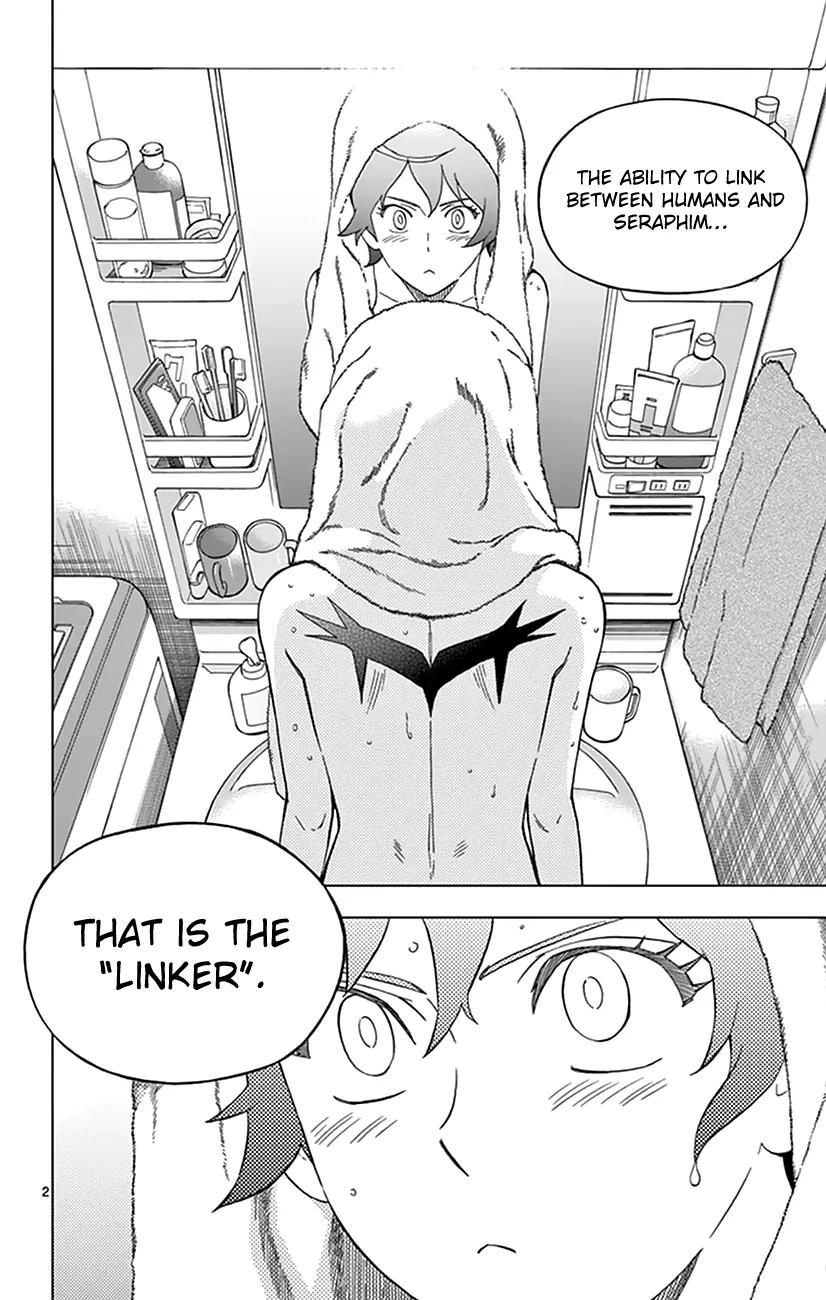 THE ABILITY TO LINK
BETWEEN HUMANS AND
SERAPHIM...
THAT IS THE
"LINKER".
2